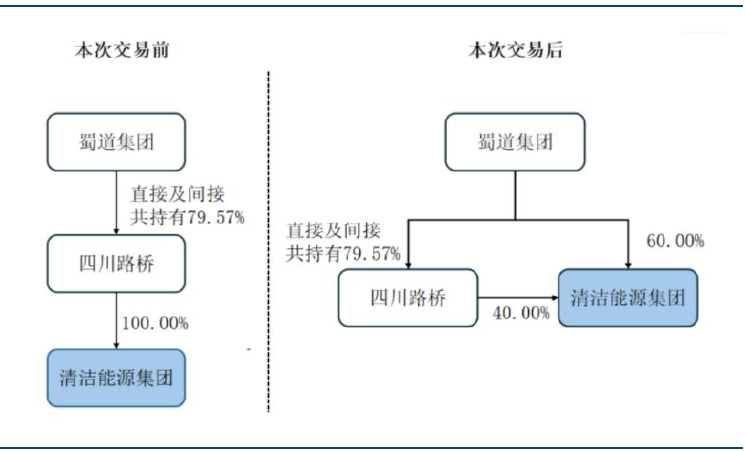 本次交易前
蜀道集团
直接及间接
共持有79.57%
四川路桥
100.00%
清洁能源集团
本次交易后
蜀道集团
直接及间接
共持有79.57%
60.00%
四川路桥
40.00%
清洁能源集团